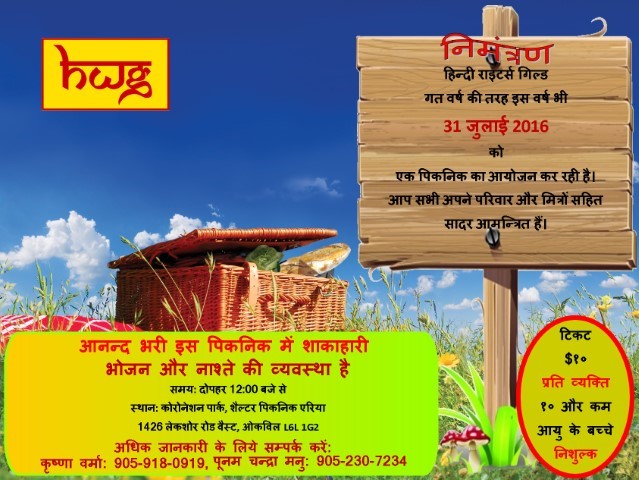 hwg
निमंत्रण
हिन्दी राइटर्स गिल्ड
गत वर्ष की तरह इस वर्ष भी
31 जुलाई 2016
को
एक पिकनिक का आयोजन कर रही है।
आप सभी अपने परिवार और मित्रों सहित
सादर आमन्त्रित हैं।
आनन्द भरी इस पिकनिक में शाकाहारी
भोजन और नाश्ते की व्यवस्था है
समय: दोपहर 12:00 बजे से
स्थान: कोरोनेशन पार्क, शैल्टर पिकनिक एरिया
1426 लेकशोर रोड वैस्ट, ओकविल L6L 1G2
अधिक जानकारी के लिये सम्पर्क करें:
कृष्णा वर्मा: 905-918-0919, पूनम चन्द्रा मनु: 905-230-7234
टिकट
$१०
प्रति व्यक्ति
१० और कम
आयु के बच्चे
निशुल्क